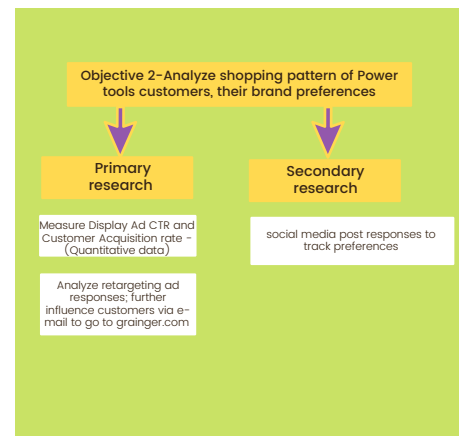 Objective 2-Analyze shopping pattern of Power
tools customers, their brand preferences
Primary
research
Secondary
research
Measure Display Ad CTR and
Customer Acquisition rate -
(Quantitative data)
social media post responses to
track preferences
Analyze retargeting ad
responses; further
influence customers via e-
mail to go to grainger.com